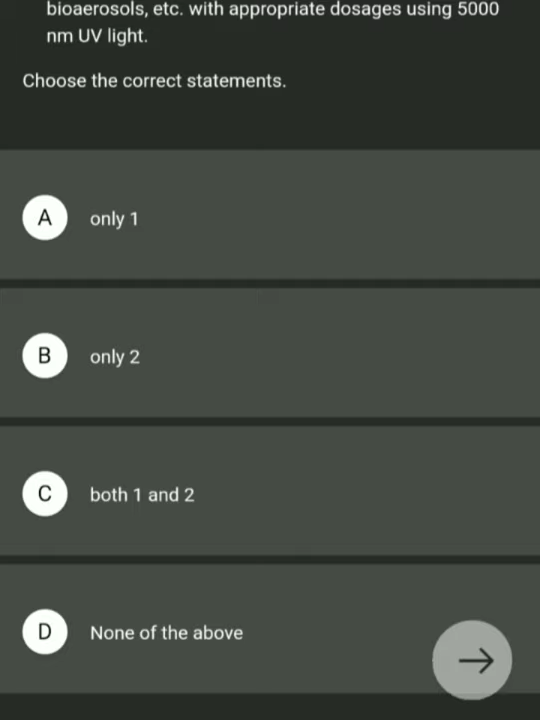 bioaerosols, etc. with appropriate dosages using 5000
nm UV light.
Choose the correct statements.
A only 1
B only 2
C both 1 and 2
D None of the above